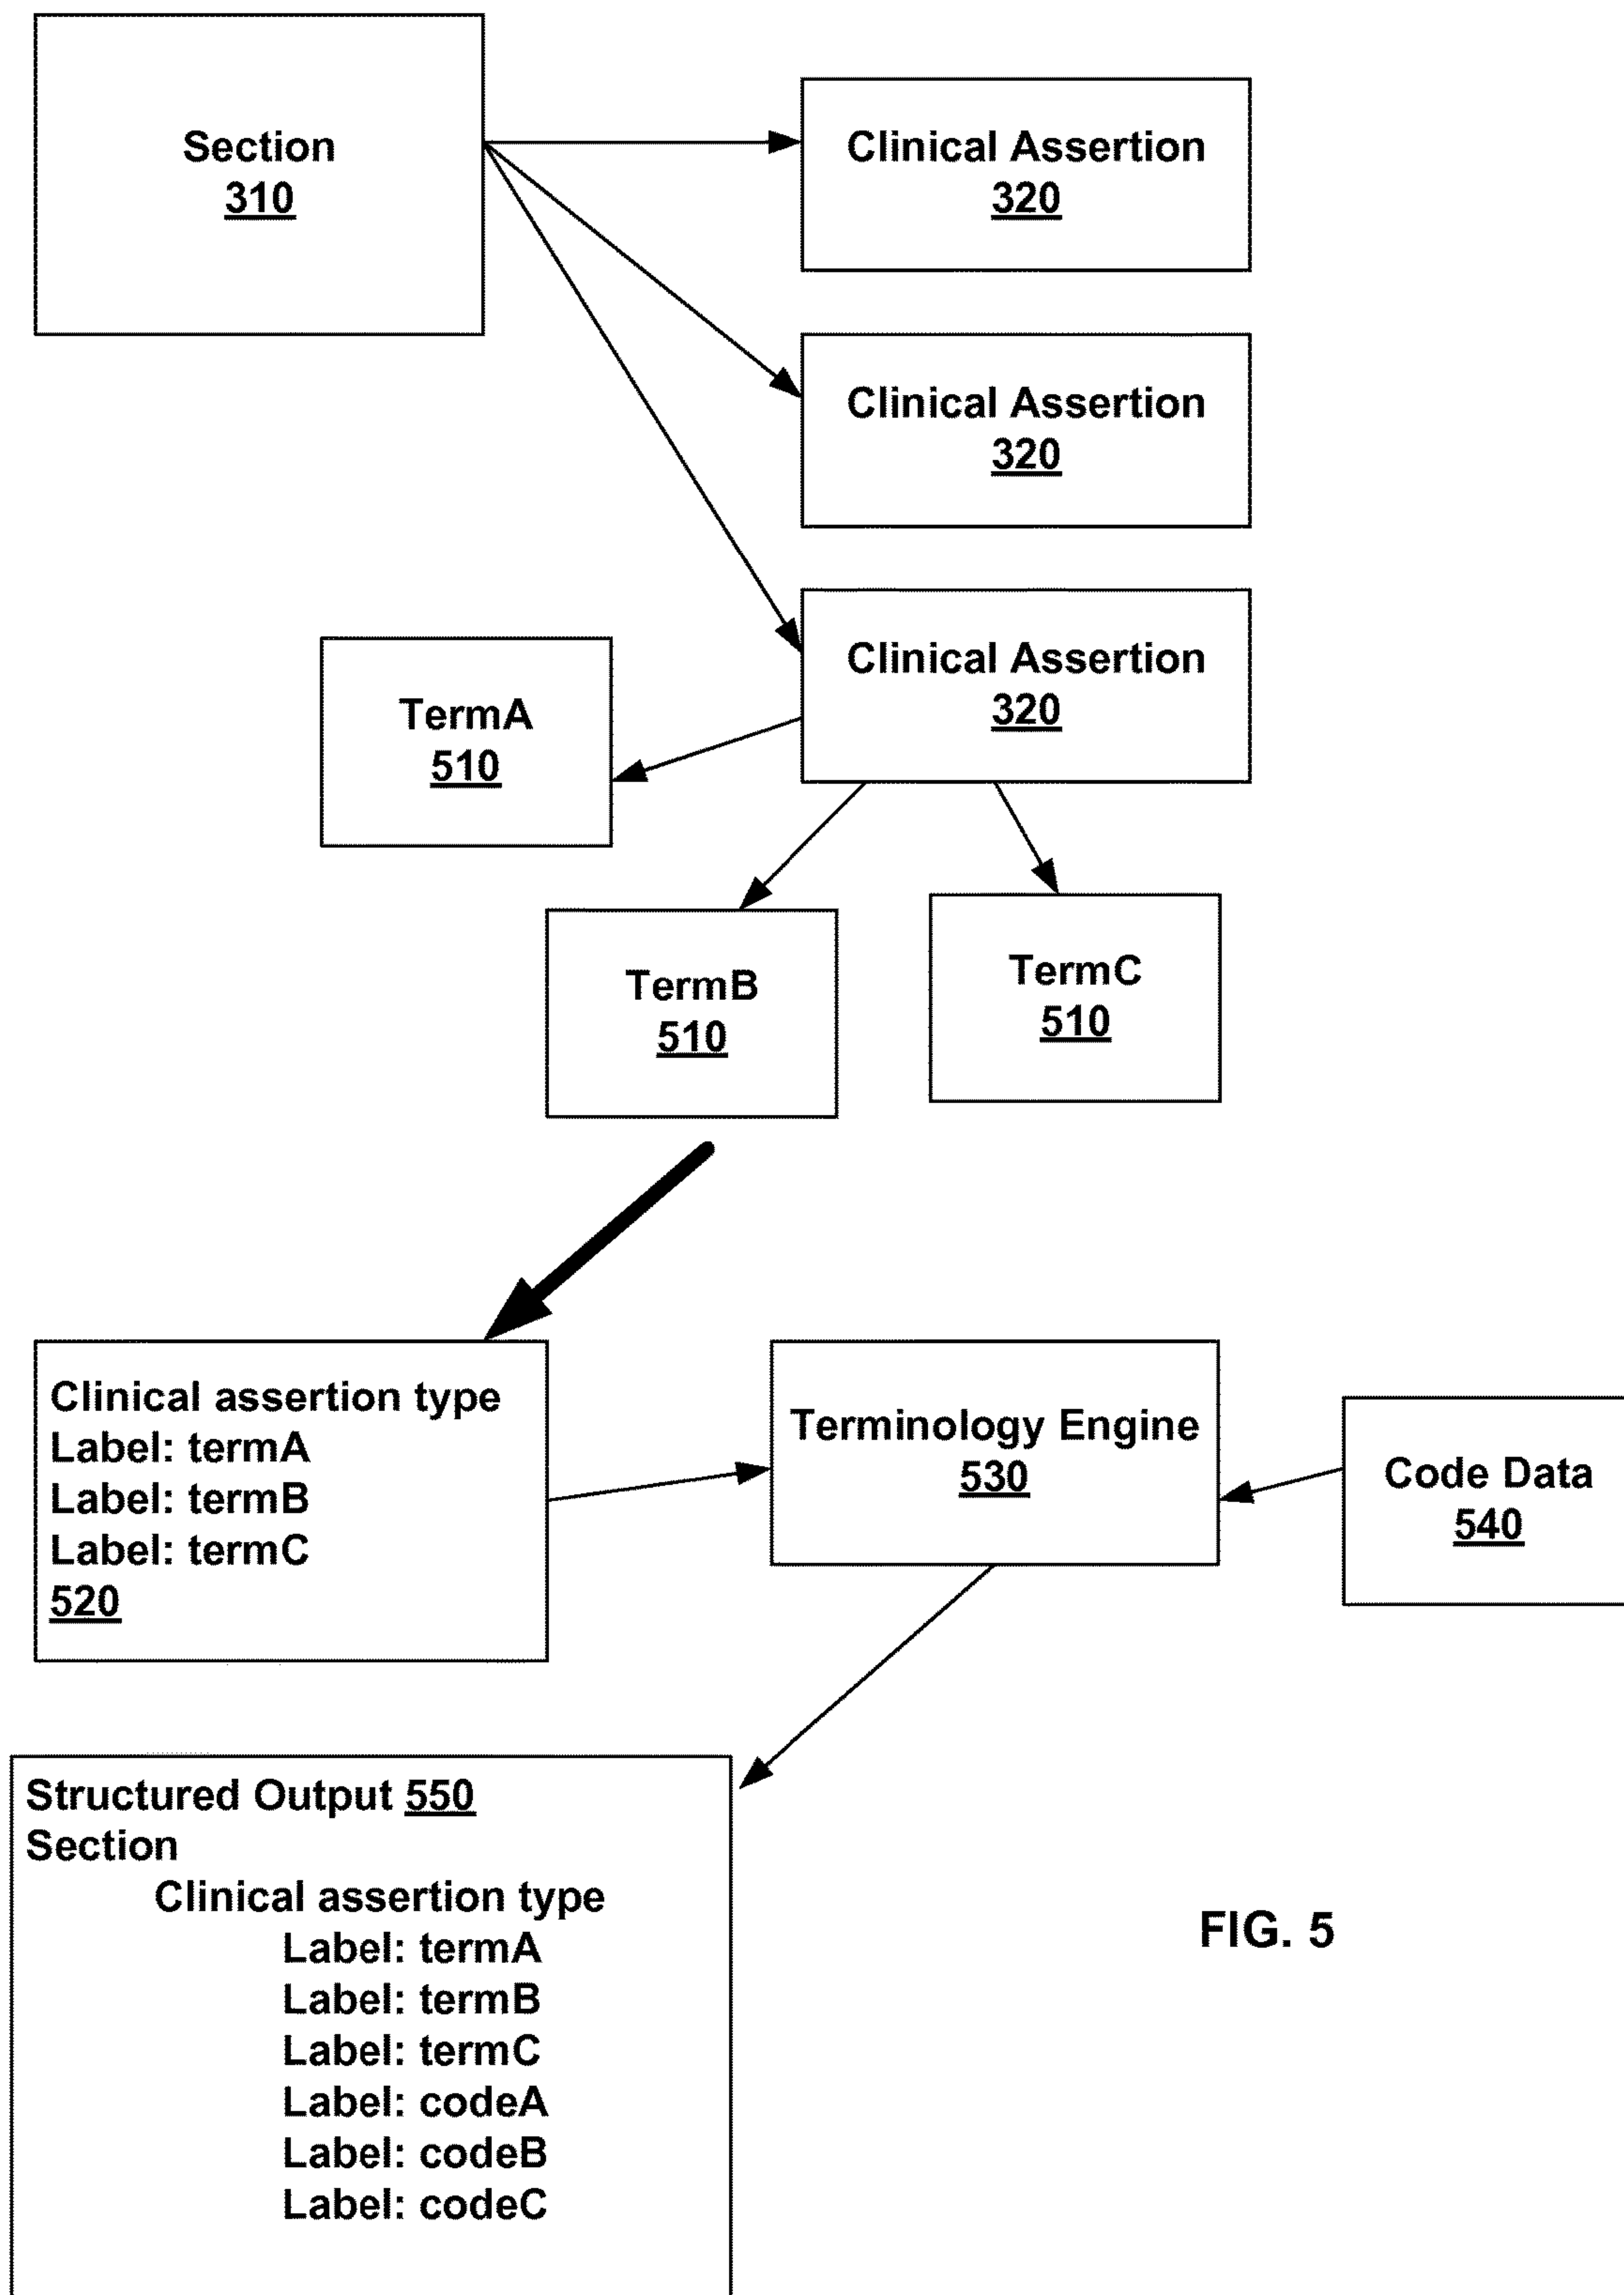 Section
310
Clinical Assertion
320
Clinical Assertion
320
Clinical Assertion
320
TermA
510
TermB
510
TermC
510
Clinical assertion type
Label: termA
Label: termB
Label: termC
520
Terminology Engine
530
Code Data
540
Structured Output 550
Section
Clinical assertion type
Label: termA
Label: termB
Label: termC
Label: codeA
Label: codeB
Label: codeC
FIG. 5